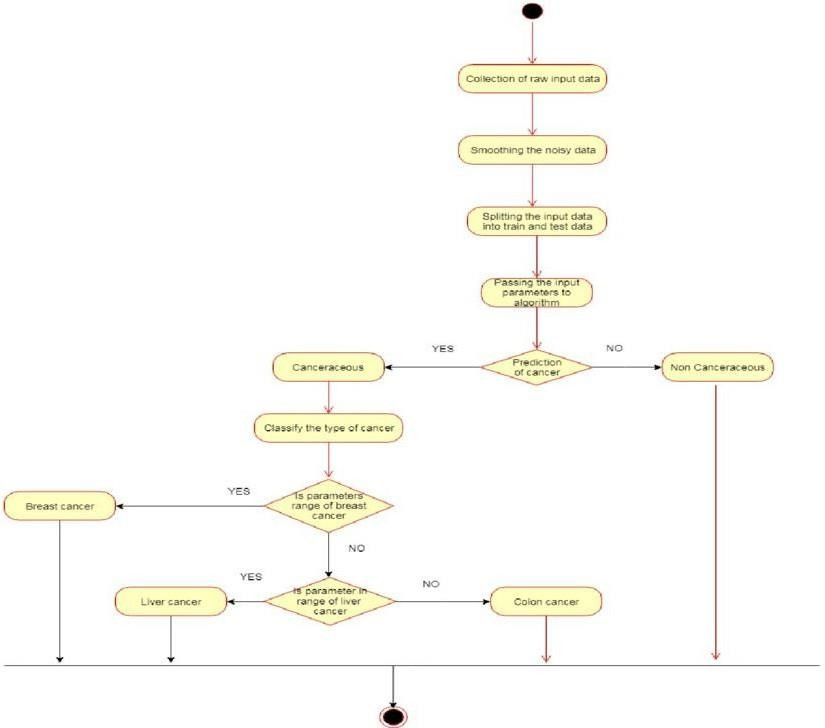 Collection of raw input data
Smoothing the noisy data
Splitting the input data
into train and test data
Passing the input
parameters to
algorithm
YES
NO
Canceraceous
Prediction
of cancer
Non Canceraceous
Classify the type of cancer
YES
Is parameters
range of breast
cancer
Breast cancer
NO
YES
NO
Is parameter in
range of liver
cancer
Liver cancer
Colon cancer